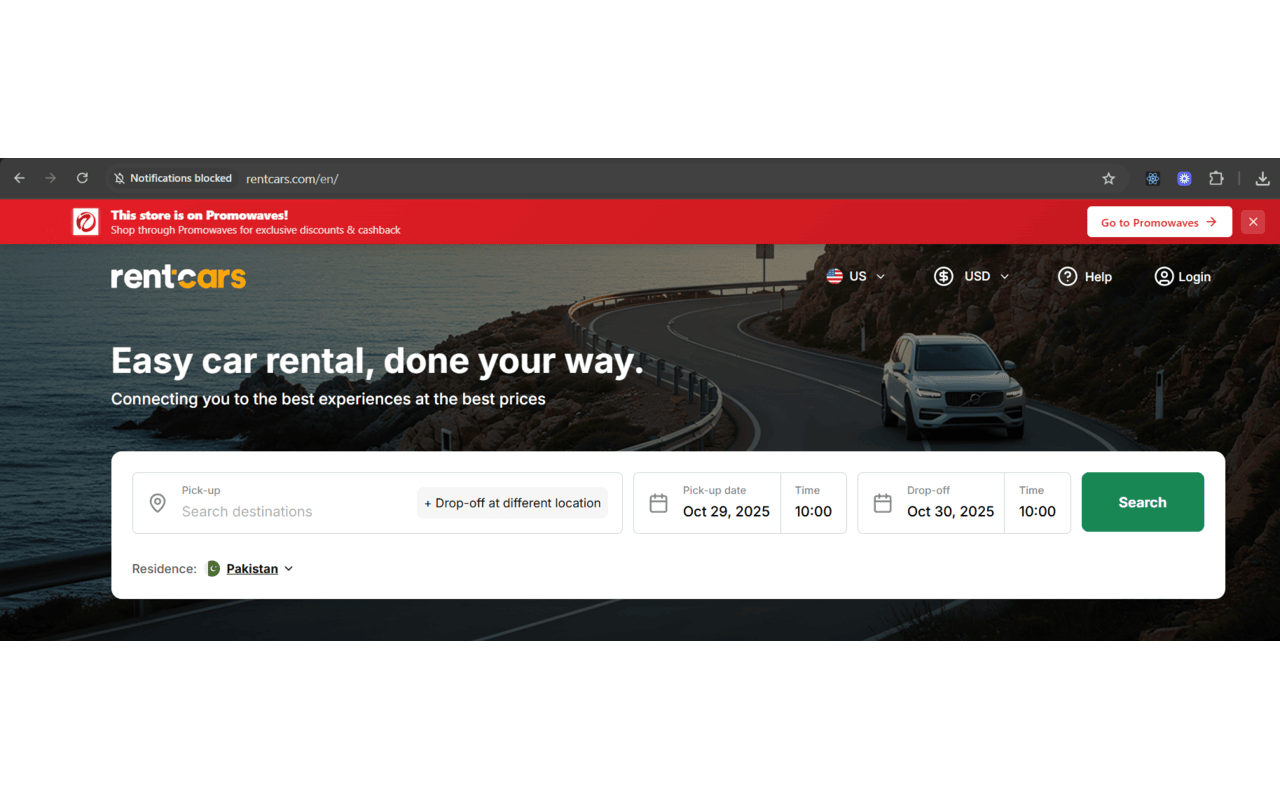 Notifications blocked rentcars.com/en/
This store is on Promowaves!
Shop through Promowaves for exclusive discounts & cashback
Go to Promowaves →
rentcars
US
USD
Help
Login
Easy car rental, done your way.
Connecting you to the best experiences at the best prices
Pick-up
Search destinations
+ Drop-off at different location
Pick-up date
Oct 29, 2025
Time
10:00
Drop-off
Oct 30, 2025
Time
10:00
Search
Residence: Pakistan